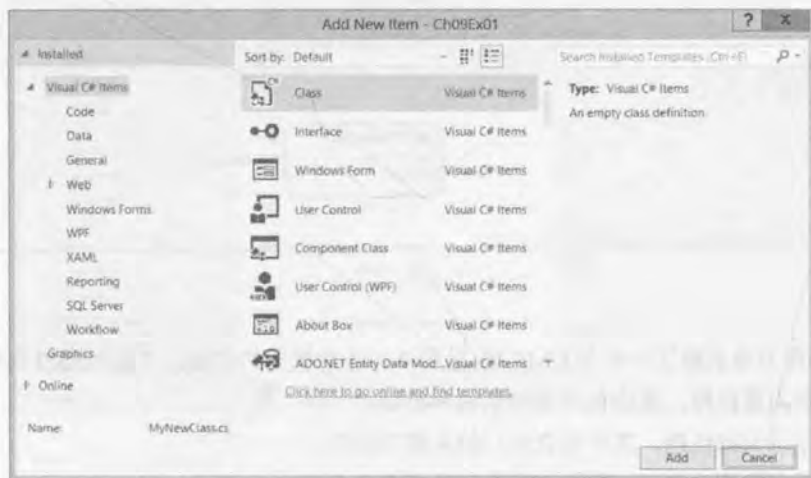 Add New Item - Ch09Ex01
? x
Installed
Sort by: Default
Search Installed Templates (Ctrl+E)
Visual C# Items
Code
Data
General
Web
Windows Forms
WPF
XAML
Reporting
SQL Server
Workflow
Graphics
Online
Class Visual C# Items
Interface Visual C# Items
Windows Form Visual C# Items
User Control Visual C# Items
Component Class Visual C# Items
User Control (WPF) Visual C# Items
About Box Visual C# Items
ADO.NET Entity Data Mod...Visual C# Items
Click here to go online and find templates.
Type: Visual C# Items
An empty class definition
Name: MyNewClass.cs
Add Cancel